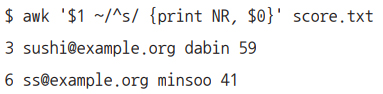 $ awk '$1 ~/^s/ {print NR, $0}' score.txt
3 sushi@example.org dabin 59
6 ss@example.org minsoo 41